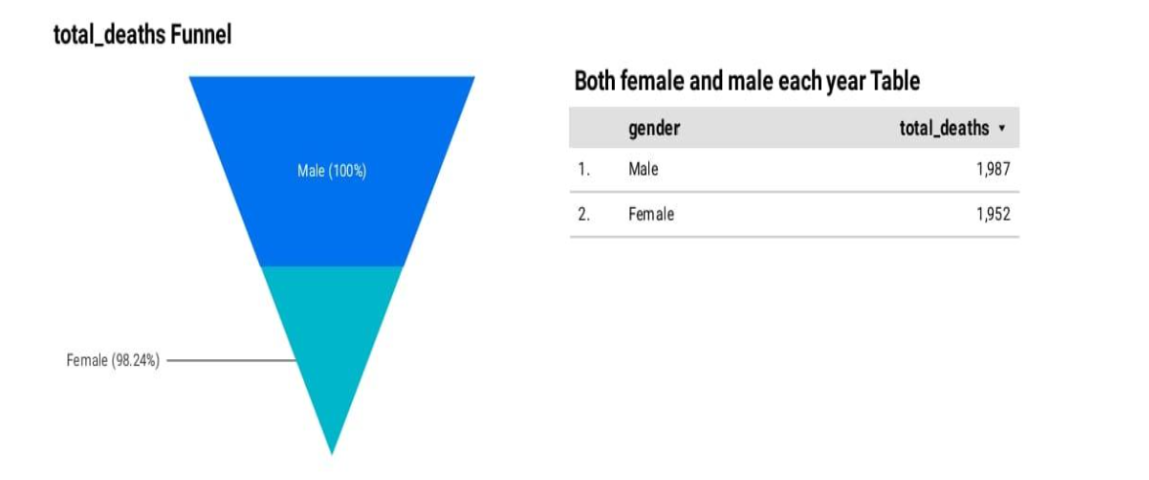 total_deaths Funnel
Male (100%)
Female (98.24%)
Both female and male each year Table
gender total_deaths ▼
1. Male 1,987
2. Female 1,952